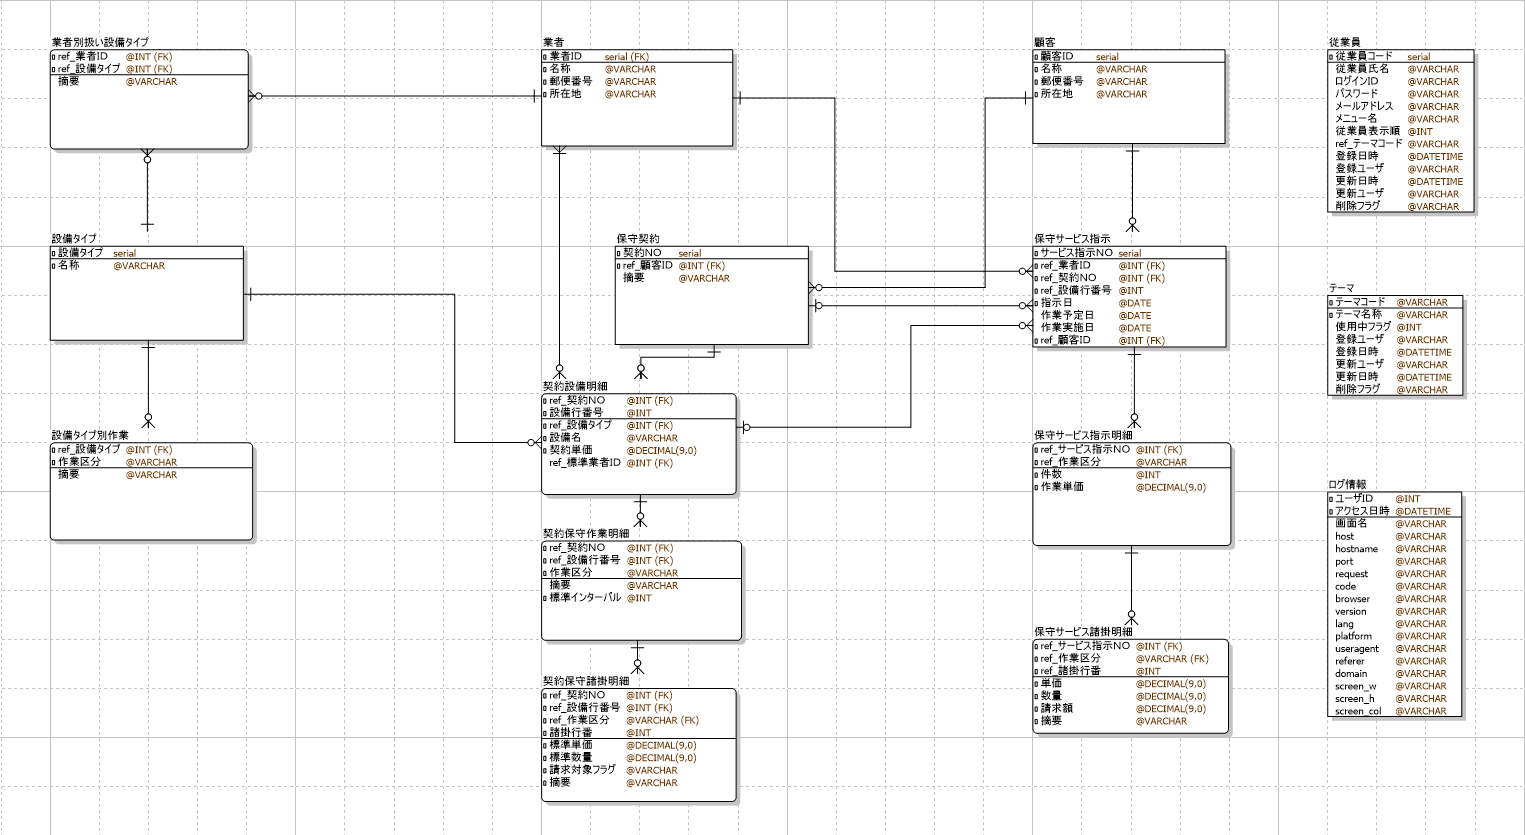 業者別扱い設備タイプ
ref_業者ID @INT (FK)
ref_設備タイプ @INT (FK)
摘要 @VARCHAR
業者
業者ID serial (FK)
名称 @VARCHAR
郵便番号 @VARCHAR
所在地 @VARCHAR
顧客
顧客ID serial
名称 @VARCHAR
郵便番号 @VARCHAR
所在地 @VARCHAR
従業員
従業員コード serial
従業員氏名 @VARCHAR
ログインID @VARCHAR
パスワード @VARCHAR
メールアドレス @VARCHAR
メニュー名 @VARCHAR
従業員表示順 @INT
ref_テーマコード @VARCHAR
登録日時 @DATETIME
登録ユーザ @VARCHAR
更新日時 @DATETIME
更新ユーザ @VARCHAR
削除フラグ @VARCHAR
設備タイプ
設備タイプ serial
名称 @VARCHAR
保守契約
契約NO serial
ref_顧客ID @INT (FK)
摘要 @VARCHAR
保守サービス指示
サービス指示NO serial
ref_業者ID @INT (FK)
ref_契約NO @INT (FK)
ref_設備行番号 @INT
指示日 @DATE
作業予定日 @DATE
作業実施日 @DATE
ref_顧客ID @INT (FK)
テーマ
テーマコード @VARCHAR
テーマ名称 @VARCHAR
使用中フラグ @INT
登録ユーザ @VARCHAR
登録日時 @DATETIME
更新ユーザ @VARCHAR
更新日時 @DATETIME
削除フラグ @VARCHAR
設備タイプ別作業
ref_設備タイプ @INT (FK)
作業区分 @VARCHAR
摘要 @VARCHAR
契約設備明細
ref_契約NO @INT (FK)
設備行番号 @INT
ref_設備タイプ @INT (FK)
設備名 @VARCHAR
契約単価 @DECIMAL(9,0)
ref_標準業者ID @INT (FK)
保守サービス指示明細
ref_サービス指示NO @INT (FK)
ref_作業区分 @VARCHAR
件数 @INT
作業単価 @DECIMAL(9,0)
ログ情報
ユーザID @INT
アクセス日時 @DATETIME
画面名 @VARCHAR
host @VARCHAR
hostname @VARCHAR
port @VARCHAR
request @VARCHAR
code @VARCHAR
browser @VARCHAR
version @VARCHAR
lang @VARCHAR
platform @VARCHAR
useragent @VARCHAR
referer @VARCHAR
domain @VARCHAR
screen_w @VARCHAR
screen_h @VARCHAR
screen_col @VARCHAR
契約保守作業明細
ref_契約NO @INT (FK)
ref_設備行番号 @INT (FK)
作業区分 @VARCHAR
摘要 @VARCHAR
標準インターバル @INT
保守サービス諸掛明細
ref_サービス指示NO @INT (FK)
ref_作業区分 @VARCHAR (FK)
ref_諸掛行番 @INT
単価 @DECIMAL(9,0)
数量 @DECIMAL(9,0)
請求額 @DECIMAL(9,0)
摘要 @VARCHAR
契約保守諸掛明細
ref_契約NO @INT (FK)
ref_設備行番号 @INT (FK)
ref_作業区分 @VARCHAR (FK)
諸掛行番 @INT
標準単価 @DECIMAL(9,0)
標準数量 @DECIMAL(9,0)
請求対象フラグ @VARCHAR
摘要 @VARCHAR